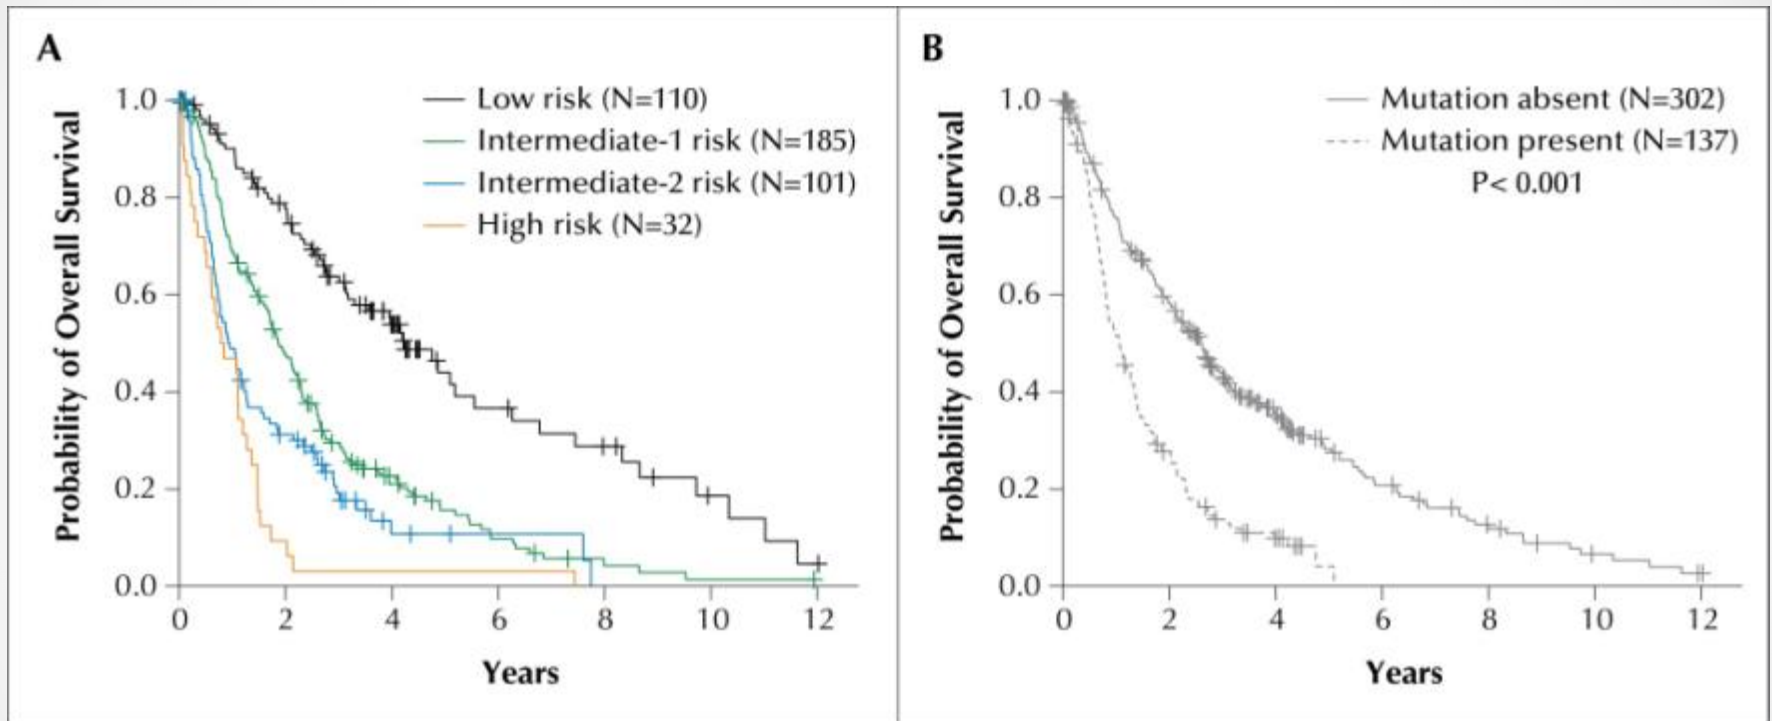 A
Probability of Overall Survival
1.0
0.8
0.6
0.4
0.2
0.0
Low risk (N=110)
Intermediate-1 risk (N=185)
Intermediate-2 risk (N=101)
High risk (N=32)
0 2 4 6 8 10 12
Years
B
Probability of Overall Survival
1.0
0.8
0.6
0.4
0.2
0.0
Mutation absent (N=302)
Mutation present (N=137)
P< 0.001
0 2 4 6 8 10 12
Years